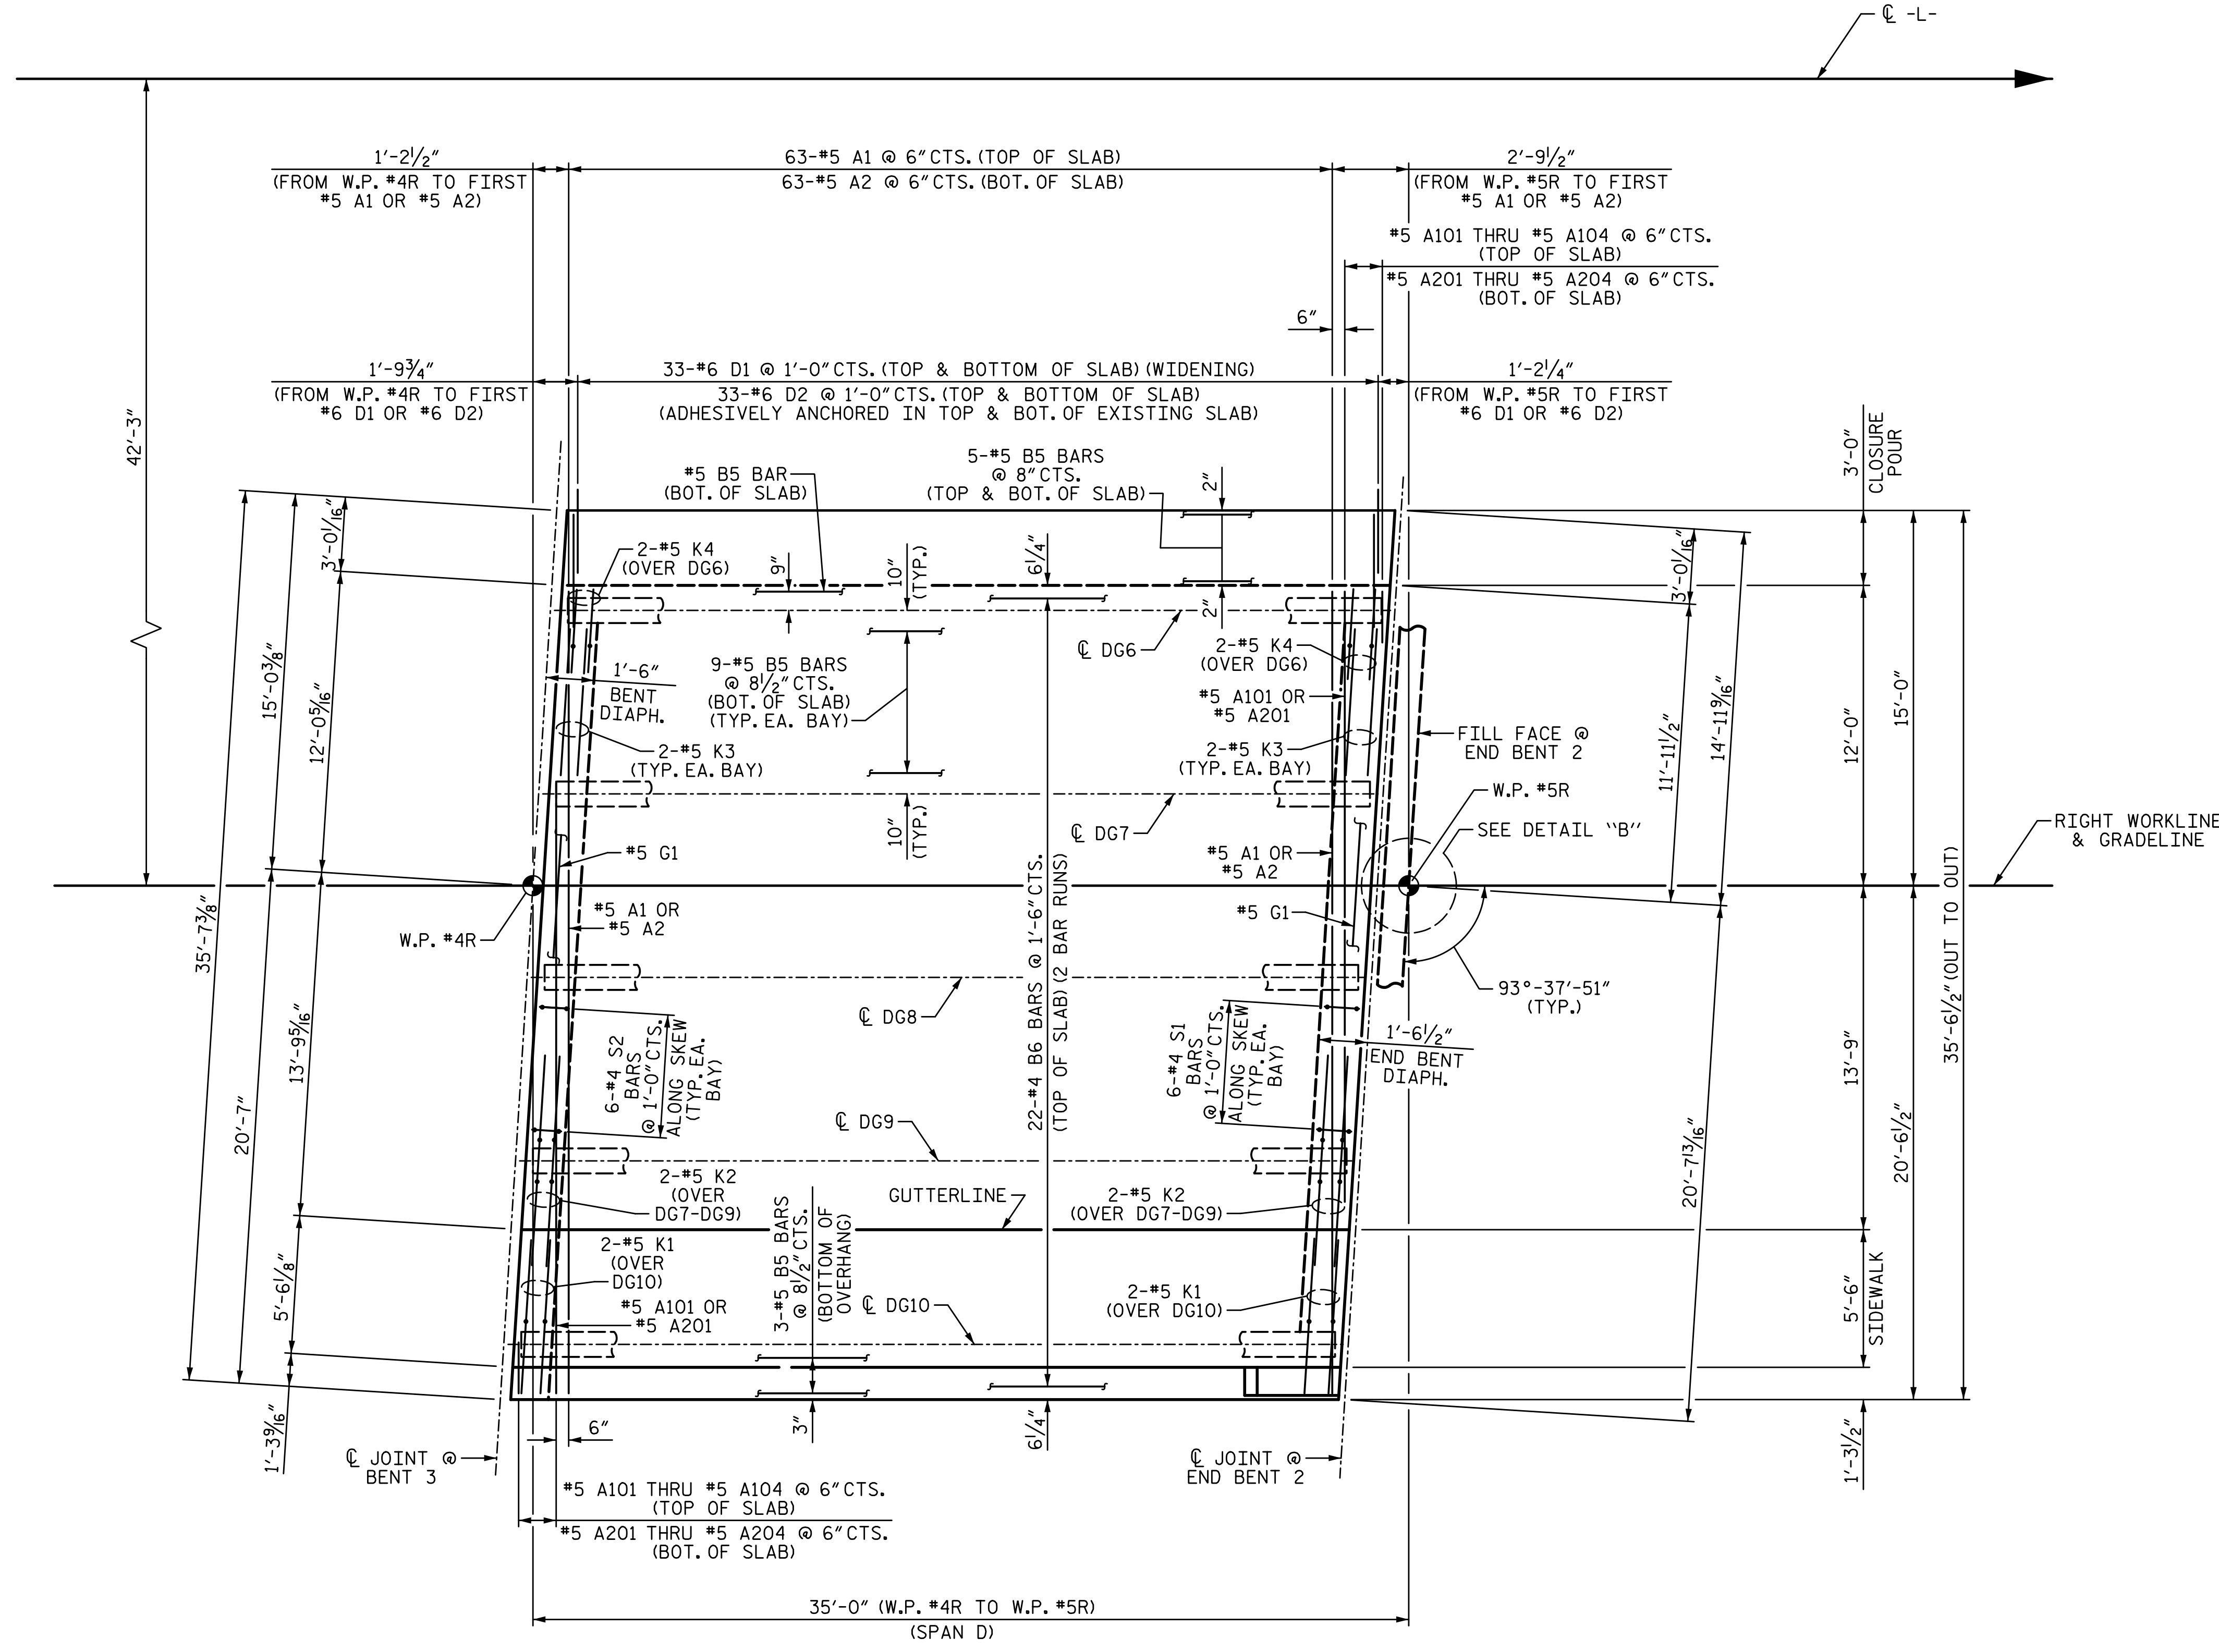 ℄ -L-
1'-2½"
(FROM W.P. #4R TO FIRST
#5 A1 OR #5 A2)
63-#5 A1 @ 6" CTS. (TOP OF SLAB)
63-#5 A2 @ 6" CTS. (BOT. OF SLAB)
2'-9½"
(FROM W.P. #5R TO FIRST
#5 A1 OR #5 A2)
#5 A101 THRU #5 A104 @ 6" CTS.
(TOP OF SLAB)
#5 A201 THRU #5 A204 @ 6" CTS.
(BOT. OF SLAB)
6"
1'-9¾"
(FROM W.P. #4R TO FIRST
#6 D1 OR #6 D2)
33-#6 D1 @ 1'-0" CTS. (TOP & BOTTOM OF SLAB) (WIDENING)
33-#6 D2 @ 1'-0" CTS. (TOP & BOTTOM OF SLAB)
(ADHESIVELY ANCHORED IN TOP & BOT. OF EXISTING SLAB)
1'-2¼"
(FROM W.P. #5R TO FIRST
#6 D1 OR #6 D2)
42'-3"
3'-0"
CLOSURE
POUR
#5 B5 BAR
(BOT. OF SLAB)
5-#5 B5 BARS
@ 8" CTS.
(TOP & BOT. OF SLAB)
2"
2"
3'-0 1/16"
2-#5 K4
(OVER DG6)
9"
10"
(TYP.)
6¼"
3'-0 1/16"
℄ DG6
2-#5 K4
(OVER DG6)
1'-6"
BENT
DIAPH.
9-#5 B5 BARS
@ 8½" CTS.
(BOT. OF SLAB)
(TYP. EA. BAY)
#5 A101 OR
#5 A201
15'-0⅜"
12'-0 5/16"
2-#5 K3
(TYP. EA. BAY)
2-#5 K3
(TYP. EA. BAY)
FILL FACE @
END BENT 2
11'-11½"
14'-11 9/16"
12'-0"
15'-0"
W.P. #5R
SEE DETAIL "B"
RIGHT WORKLINE
& GRADELINE
10"
(TYP.)
℄ DG7
#5 G1
#5 A1 OR
#5 A2
#5 A1 OR
#5 A2
#5 G1
W.P. #4R
35'-7⅜"
22-#4 B6 BARS @ 1'-6" CTS.
(TOP OF SLAB) (2 BAR RUNS)
35'-6½" (OUT TO OUT)
93°-37'-51"
(TYP.)
℄ DG8
13'-9 5/16"
20'-7"
6-#4 S2
BARS
@ 1'-0" CTS.
ALONG SKEW
(TYP. EA.
BAY)
6-#4 S1
BARS
@ 1'-0" CTS.
ALONG SKEW
(TYP. EA.
BAY)
1'-6½"
END BENT
DIAPH.
13'-9"
20'-6½"
20'-7 13/16"
℄ DG9
2-#5 K2
(OVER
DG7-DG9)
GUTTERLINE
2-#5 K2
(OVER DG7-DG9)
5'-6⅛"
2-#5 K1
(OVER
DG10)
3-#5 B5 BARS
@ 8½" CTS.
(BOTTOM OF
OVERHANG)
℄ DG10
2-#5 K1
(OVER DG10)
5'-6"
SIDEWALK
#5 A101 OR
#5 A201
1'-3 9/16"
6"
3"
6¼"
1'-3½"
℄ JOINT @
BENT 3
℄ JOINT @
END BENT 2
#5 A101 THRU #5 A104 @ 6" CTS.
(TOP OF SLAB)
#5 A201 THRU #5 A204 @ 6" CTS.
(BOT. OF SLAB)
35'-0" (W.P. #4R TO W.P. #5R)
(SPAN D)